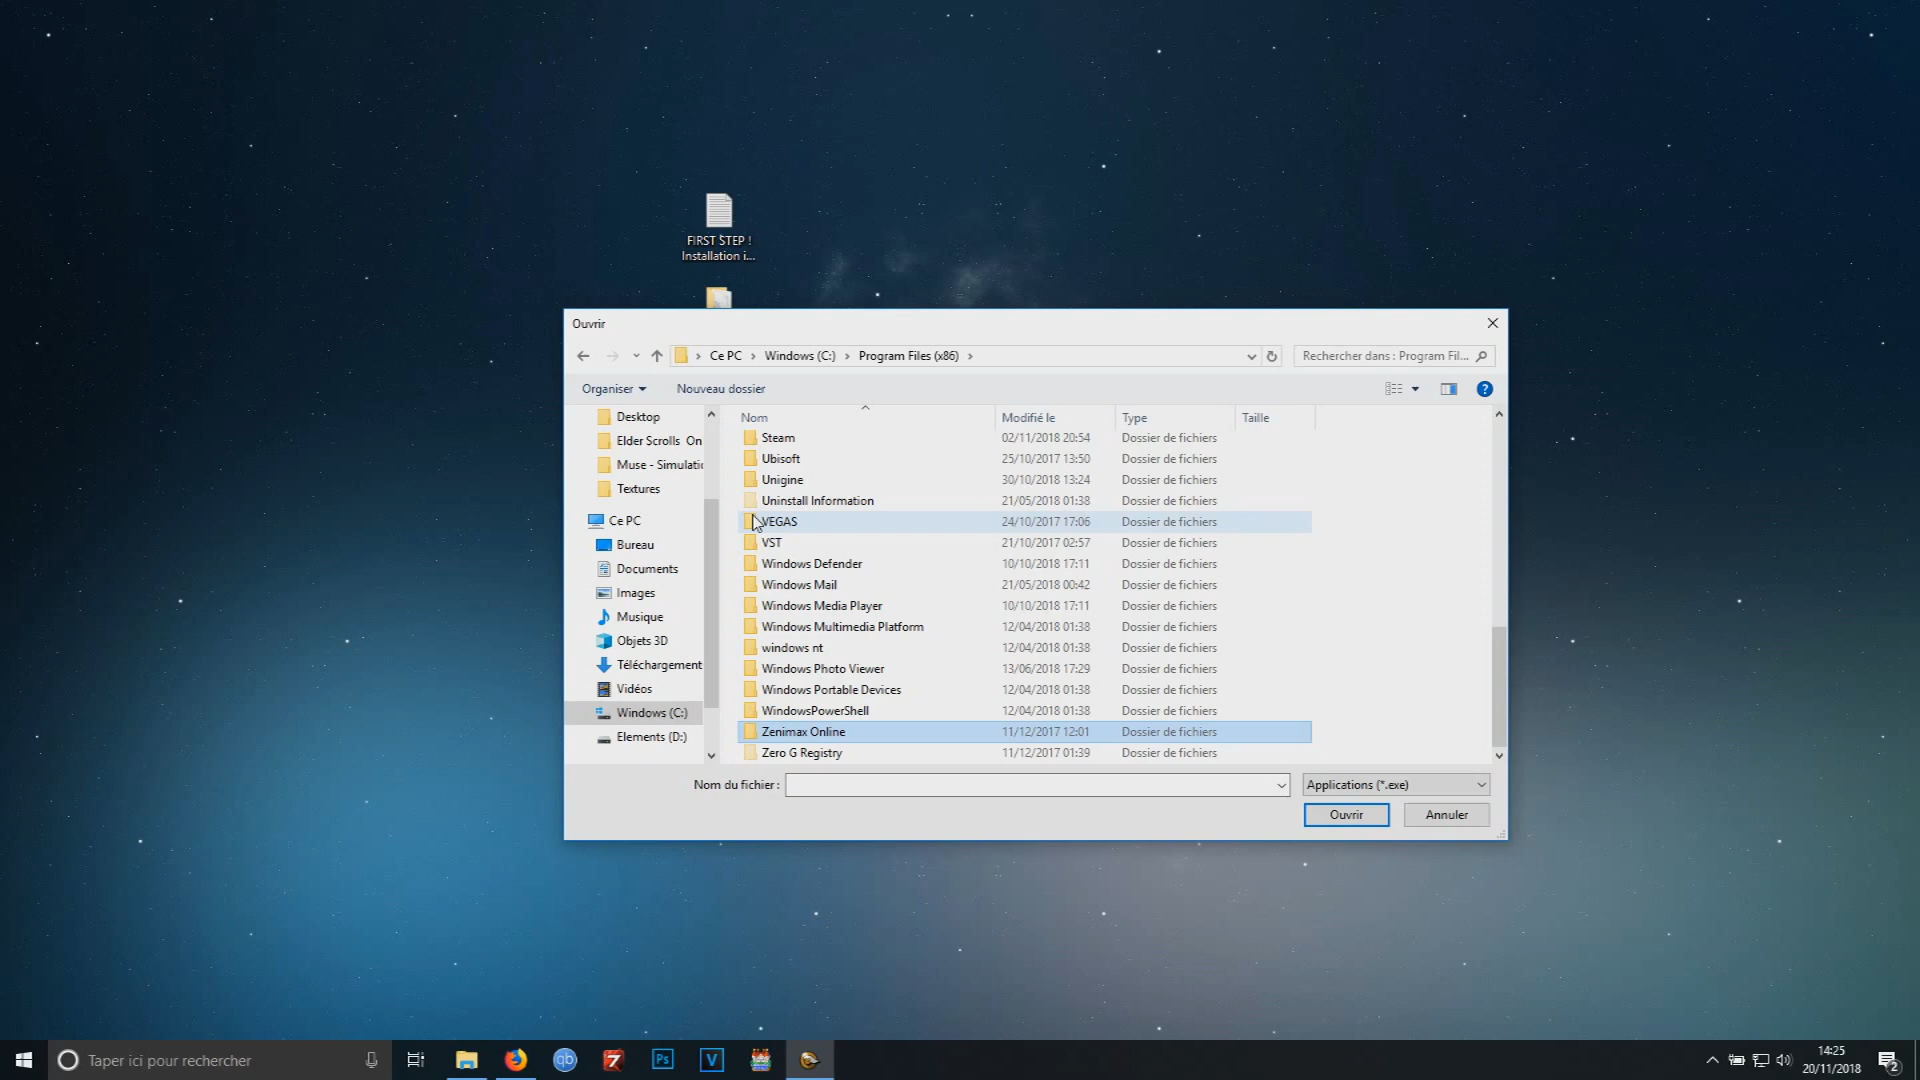 FIRST STEP !
Installation i...
Ouvrir
Ce PC > Windows (C:) > Program Files (x86) >
Rechercher dans : Program Fil...
Organiser
Nouveau dossier
Desktop
Elder Scrolls On
Muse - Simulati
Textures
Ce PC
Bureau
Documents
Images
Musique
Objets 3D
Téléchargement
Vidéos
Windows (C:)
Elements (D:)
Nom Modifié le Type Taille
Steam 02/11/2018 20:54 Dossier de fichiers
Ubisoft 25/10/2017 13:50 Dossier de fichiers
Unigine 30/10/2018 13:24 Dossier de fichiers
Uninstall Information 21/05/2018 01:38 Dossier de fichiers
VEGAS 24/10/2017 17:06 Dossier de fichiers
VST 21/10/2017 02:57 Dossier de fichiers
Windows Defender 10/10/2018 17:11 Dossier de fichiers
Windows Mail 21/05/2018 00:42 Dossier de fichiers
Windows Media Player 10/10/2018 17:11 Dossier de fichiers
Windows Multimedia Platform 12/04/2018 01:38 Dossier de fichiers
windows nt 12/04/2018 01:38 Dossier de fichiers
Windows Photo Viewer 13/06/2018 17:29 Dossier de fichiers
Windows Portable Devices 12/04/2018 01:38 Dossier de fichiers
WindowsPowerShell 12/04/2018 01:38 Dossier de fichiers
Zenimax Online 11/12/2017 12:01 Dossier de fichiers
Zero G Registry 11/12/2017 01:39 Dossier de fichiers
Nom du fichier :
Applications (*.exe)
Ouvrir
Annuler
Taper ici pour rechercher
qb
7
Ps
V
14:25
20/11/2018
2